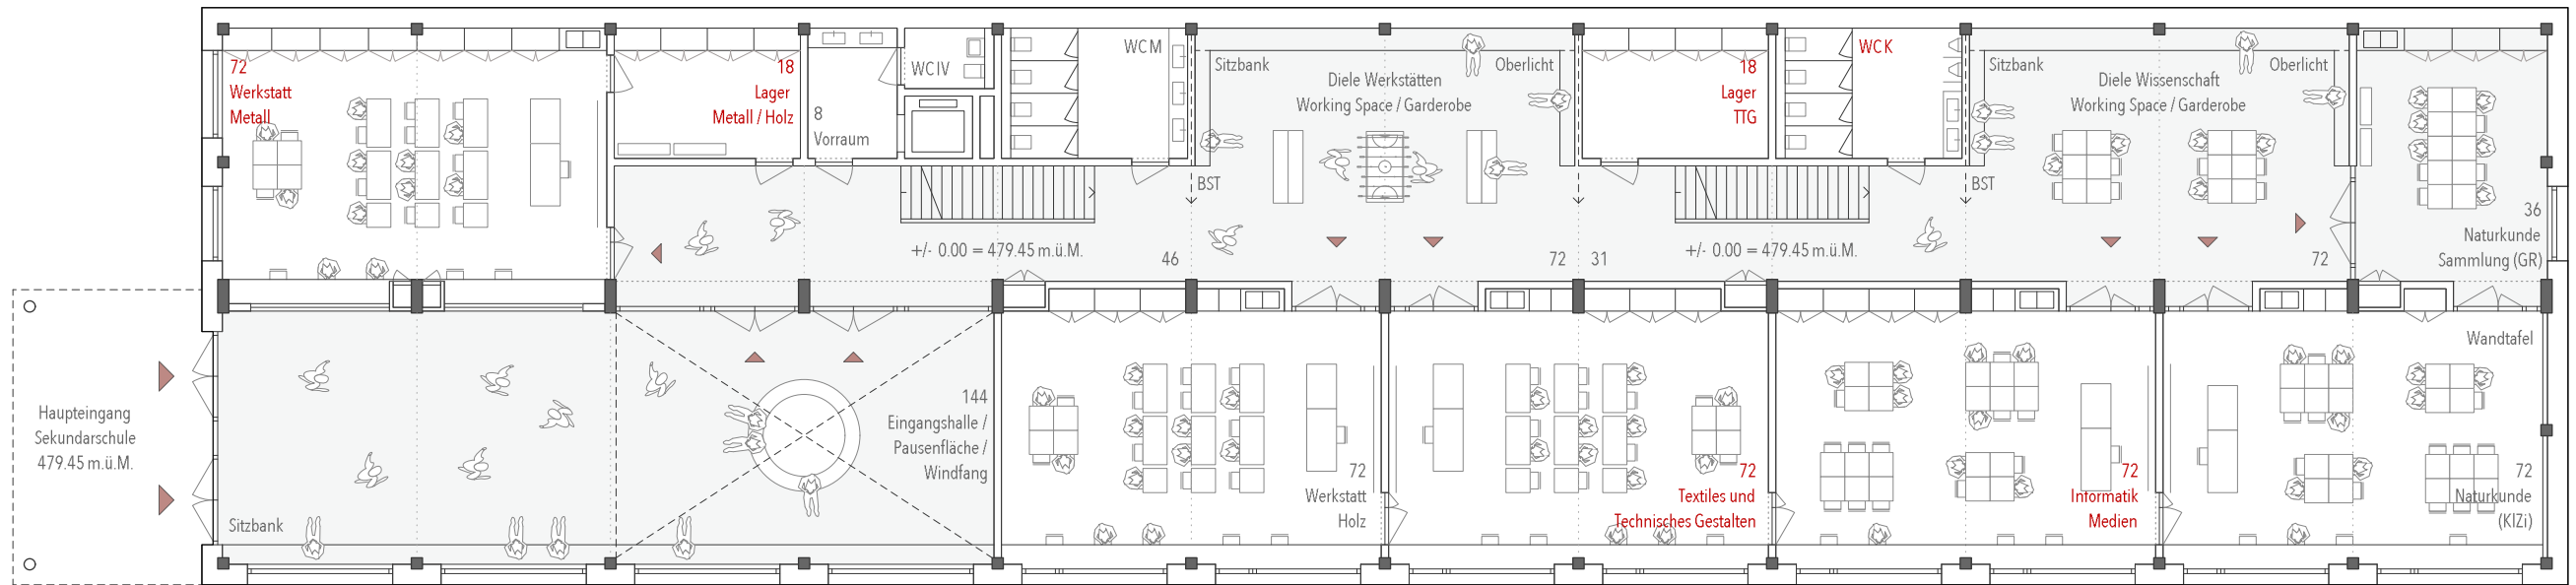 72
Werkstatt
Metall
18
Lager
Metall / Holz
8
Vorraum
WC IV
WC M
Sitzbank
Oberlicht
Diele Werkstätten
Working Space / Garderobe
18
Lager
TTG
WC K
Sitzbank
Oberlicht
Diele Wissenschaft
Working Space / Garderobe
BST
BST
36
Naturkunde
Sammlung (GR)
+/- 0.00 = 479.45 m.ü.M.
46
72
31
+/- 0.00 = 479.45 m.ü.M.
72
Haupteingang
Sekundarschule
479.45 m.ü.M.
Sitzbank
144
Eingangshalle /
Pausenfläche /
Windfang
72
Werkstatt
Holz
72
Textiles und
Technisches Gestalten
72
Informatik
Medien
Wandtafel
72
Naturkunde
(KlZi)